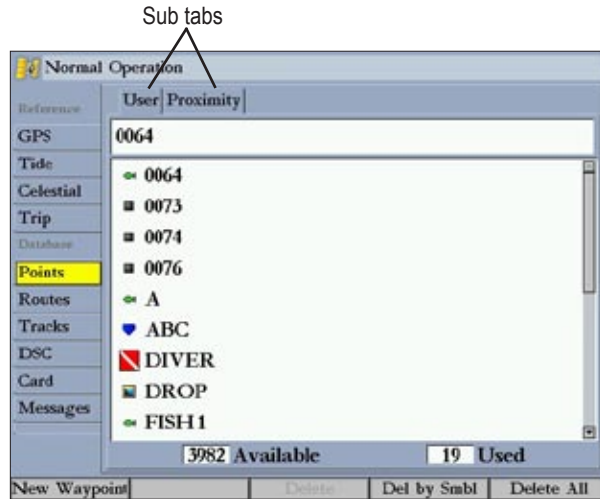 Sub tabs
Normal Operation
Reference
User Proximity
GPS
0064
Tide
Celestial
Trip
Database
Points
Routes
Tracks
DSC
Card
Messages
0064
0073
0074
0076
A
ABC
DIVER
DROP
FISH1
3982 Available 19 Used
New Waypoint Delete Del by Smbl Delete All